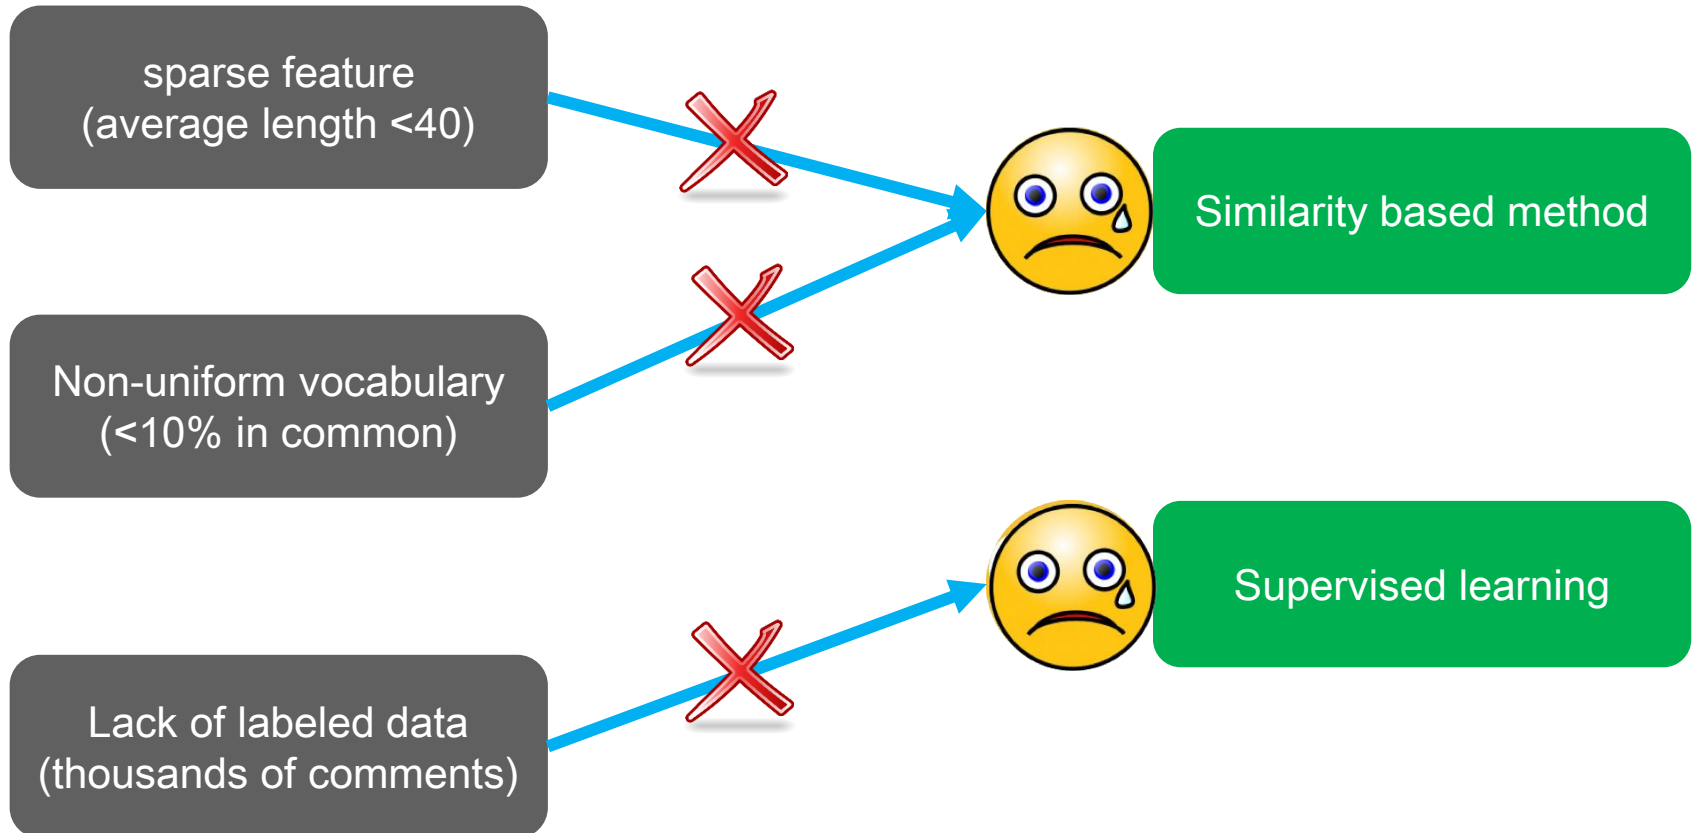 sparse feature
(average length <40)
Similarity based method
Non-uniform vocabulary
(<10% in common)
Supervised learning
Lack of labeled data
(thousands of comments)